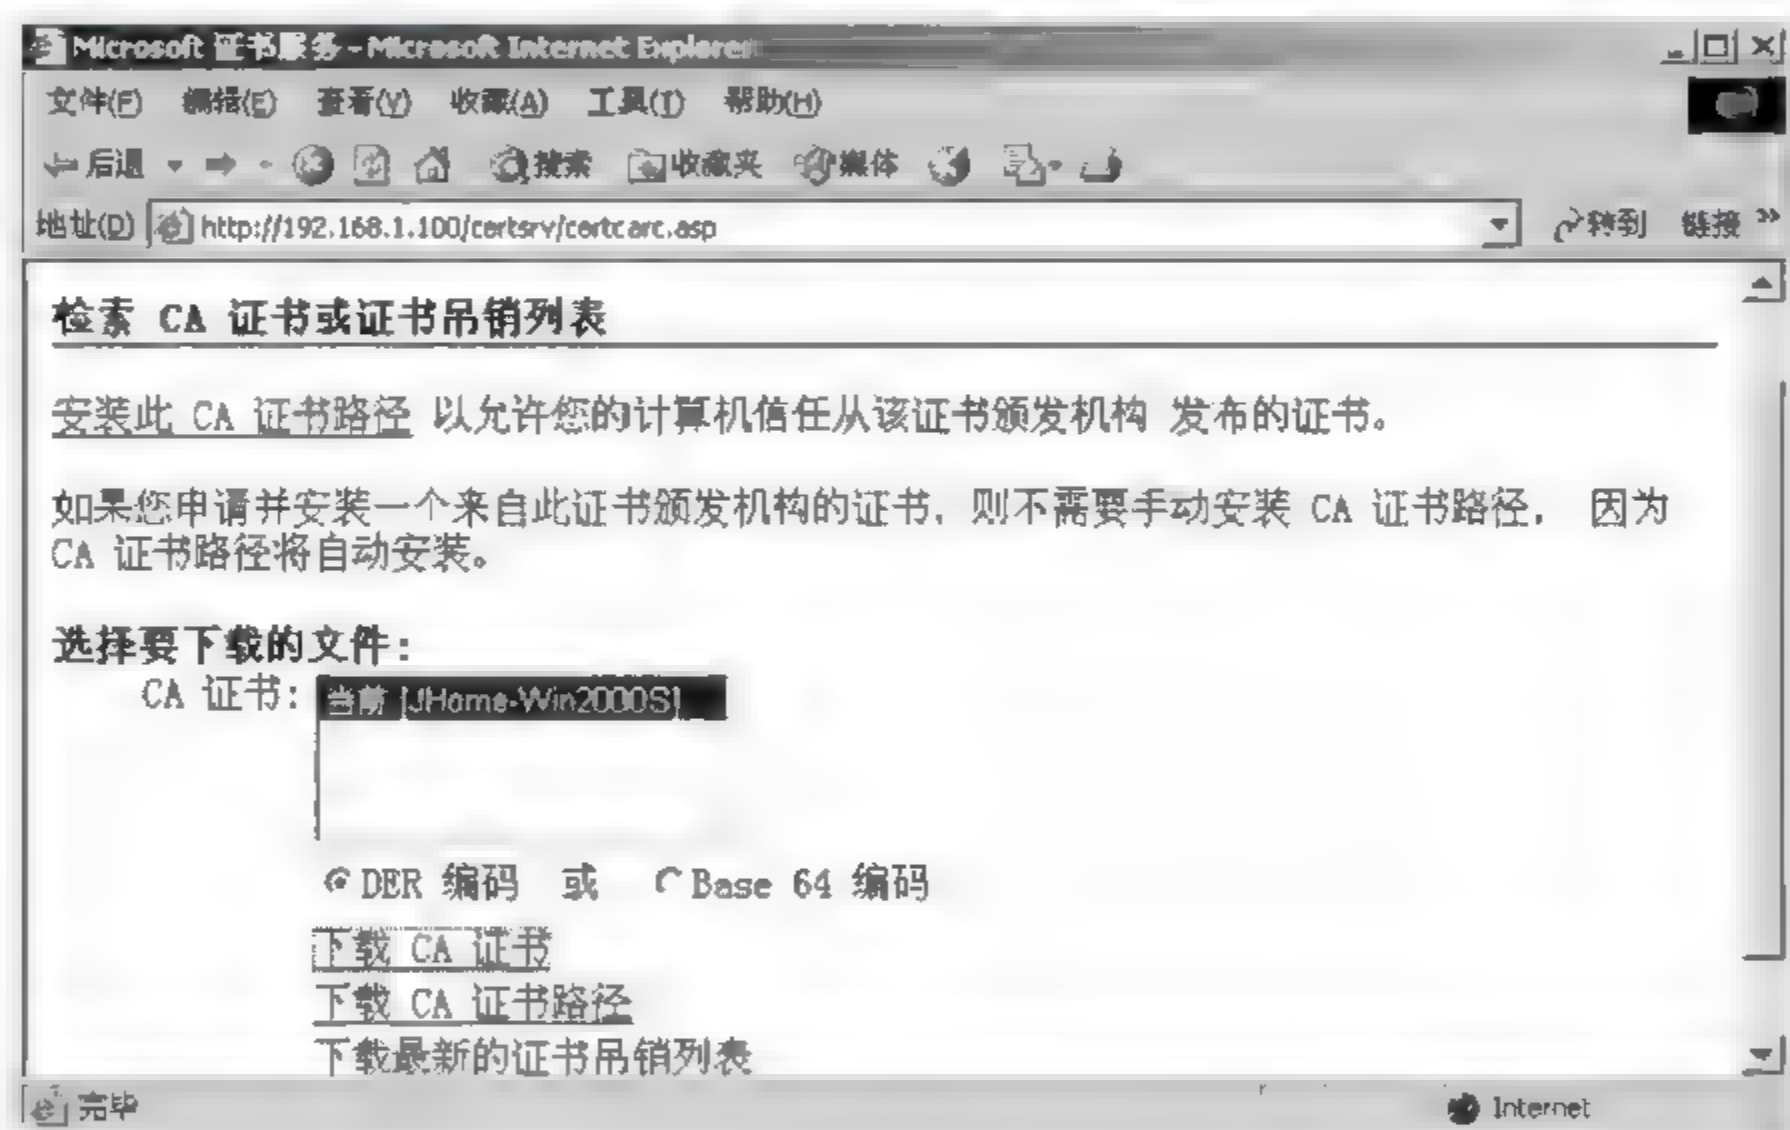 Microsoft 证书服务 - Microsoft Internet Explorer
文件(F) 编辑(E) 查看(V) 收藏(A) 工具(T) 帮助(H)
后退 搜索 收藏夹 媒体
地址(D) http://192.168.1.100/certsrv/certcarc.asp 转到 链接 »
检索 CA 证书或证书吊销列表
安装此 CA 证书路径 以允许您的计算机信任从该证书颁发机构 发布的证书。
如果您申请并安装一个来自此证书颁发机构的证书,则不需要手动安装 CA 证书路径, 因为
CA 证书路径将自动安装。
选择要下载的文件:
CA 证书: 当前 [JHome-Win2000S]
DER 编码 或 Base 64 编码
下载 CA 证书
下载 CA 证书路径
下载最新的证书吊销列表
完毕 Internet